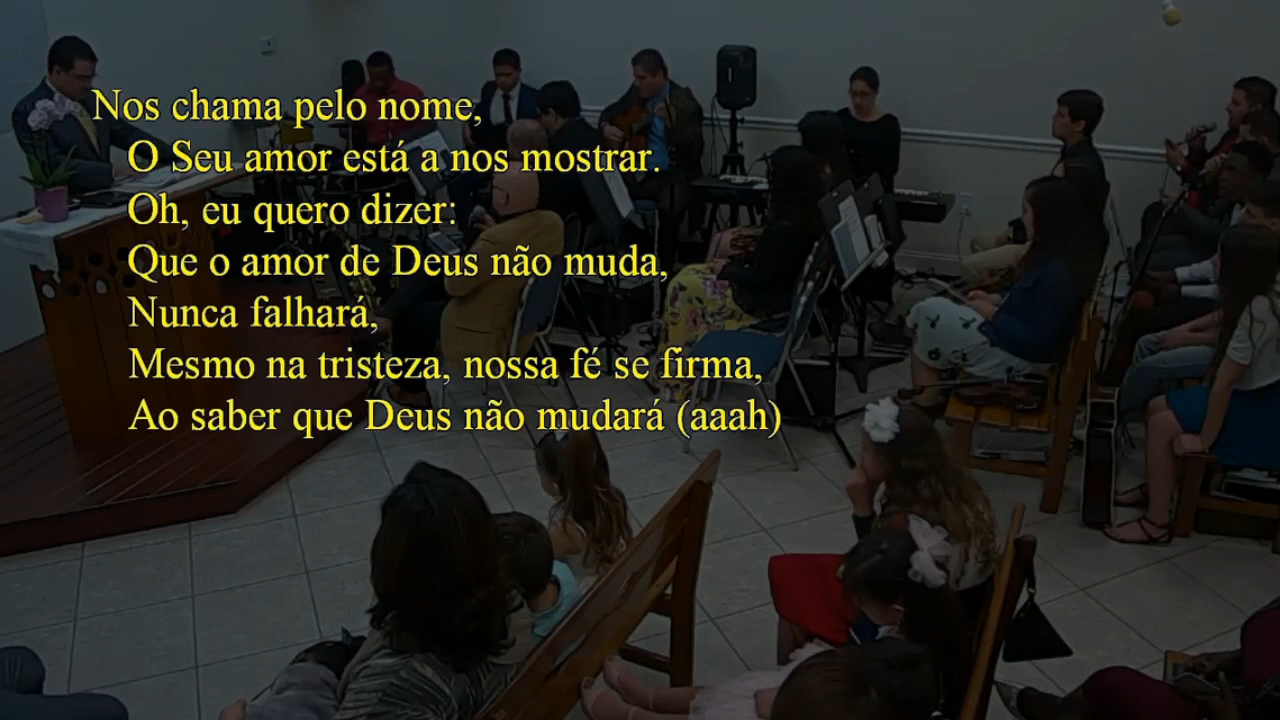 Nos chama pelo nome,
O Seu amor está a nos mostrar.
Oh, eu quero dizer:
Que o amor de Deus não muda,
Nunca falhará,
Mesmo na tristeza, nossa fé se firma,
Ao saber que Deus não mudará (aaah)